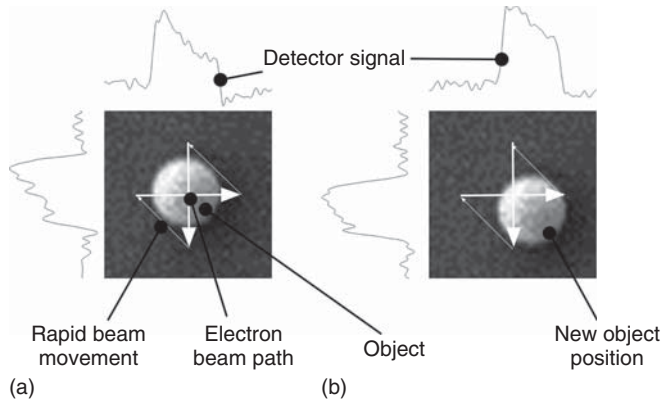 Detector signal
Rapid beam
movement
Electron
beam path
Object
New object
position
(a)
(b)